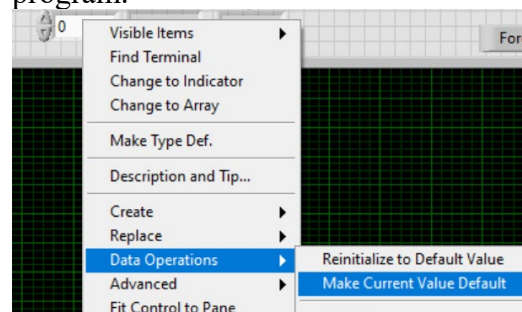 program.
0
For
Visible Items
Find Terminal
Change to Indicator
Change to Array
Make Type Def.
Description and Tip...
Create
Replace
Data Operations
Reinitialize to Default Value
Advanced
Make Current Value Default
Fit Control to Pane